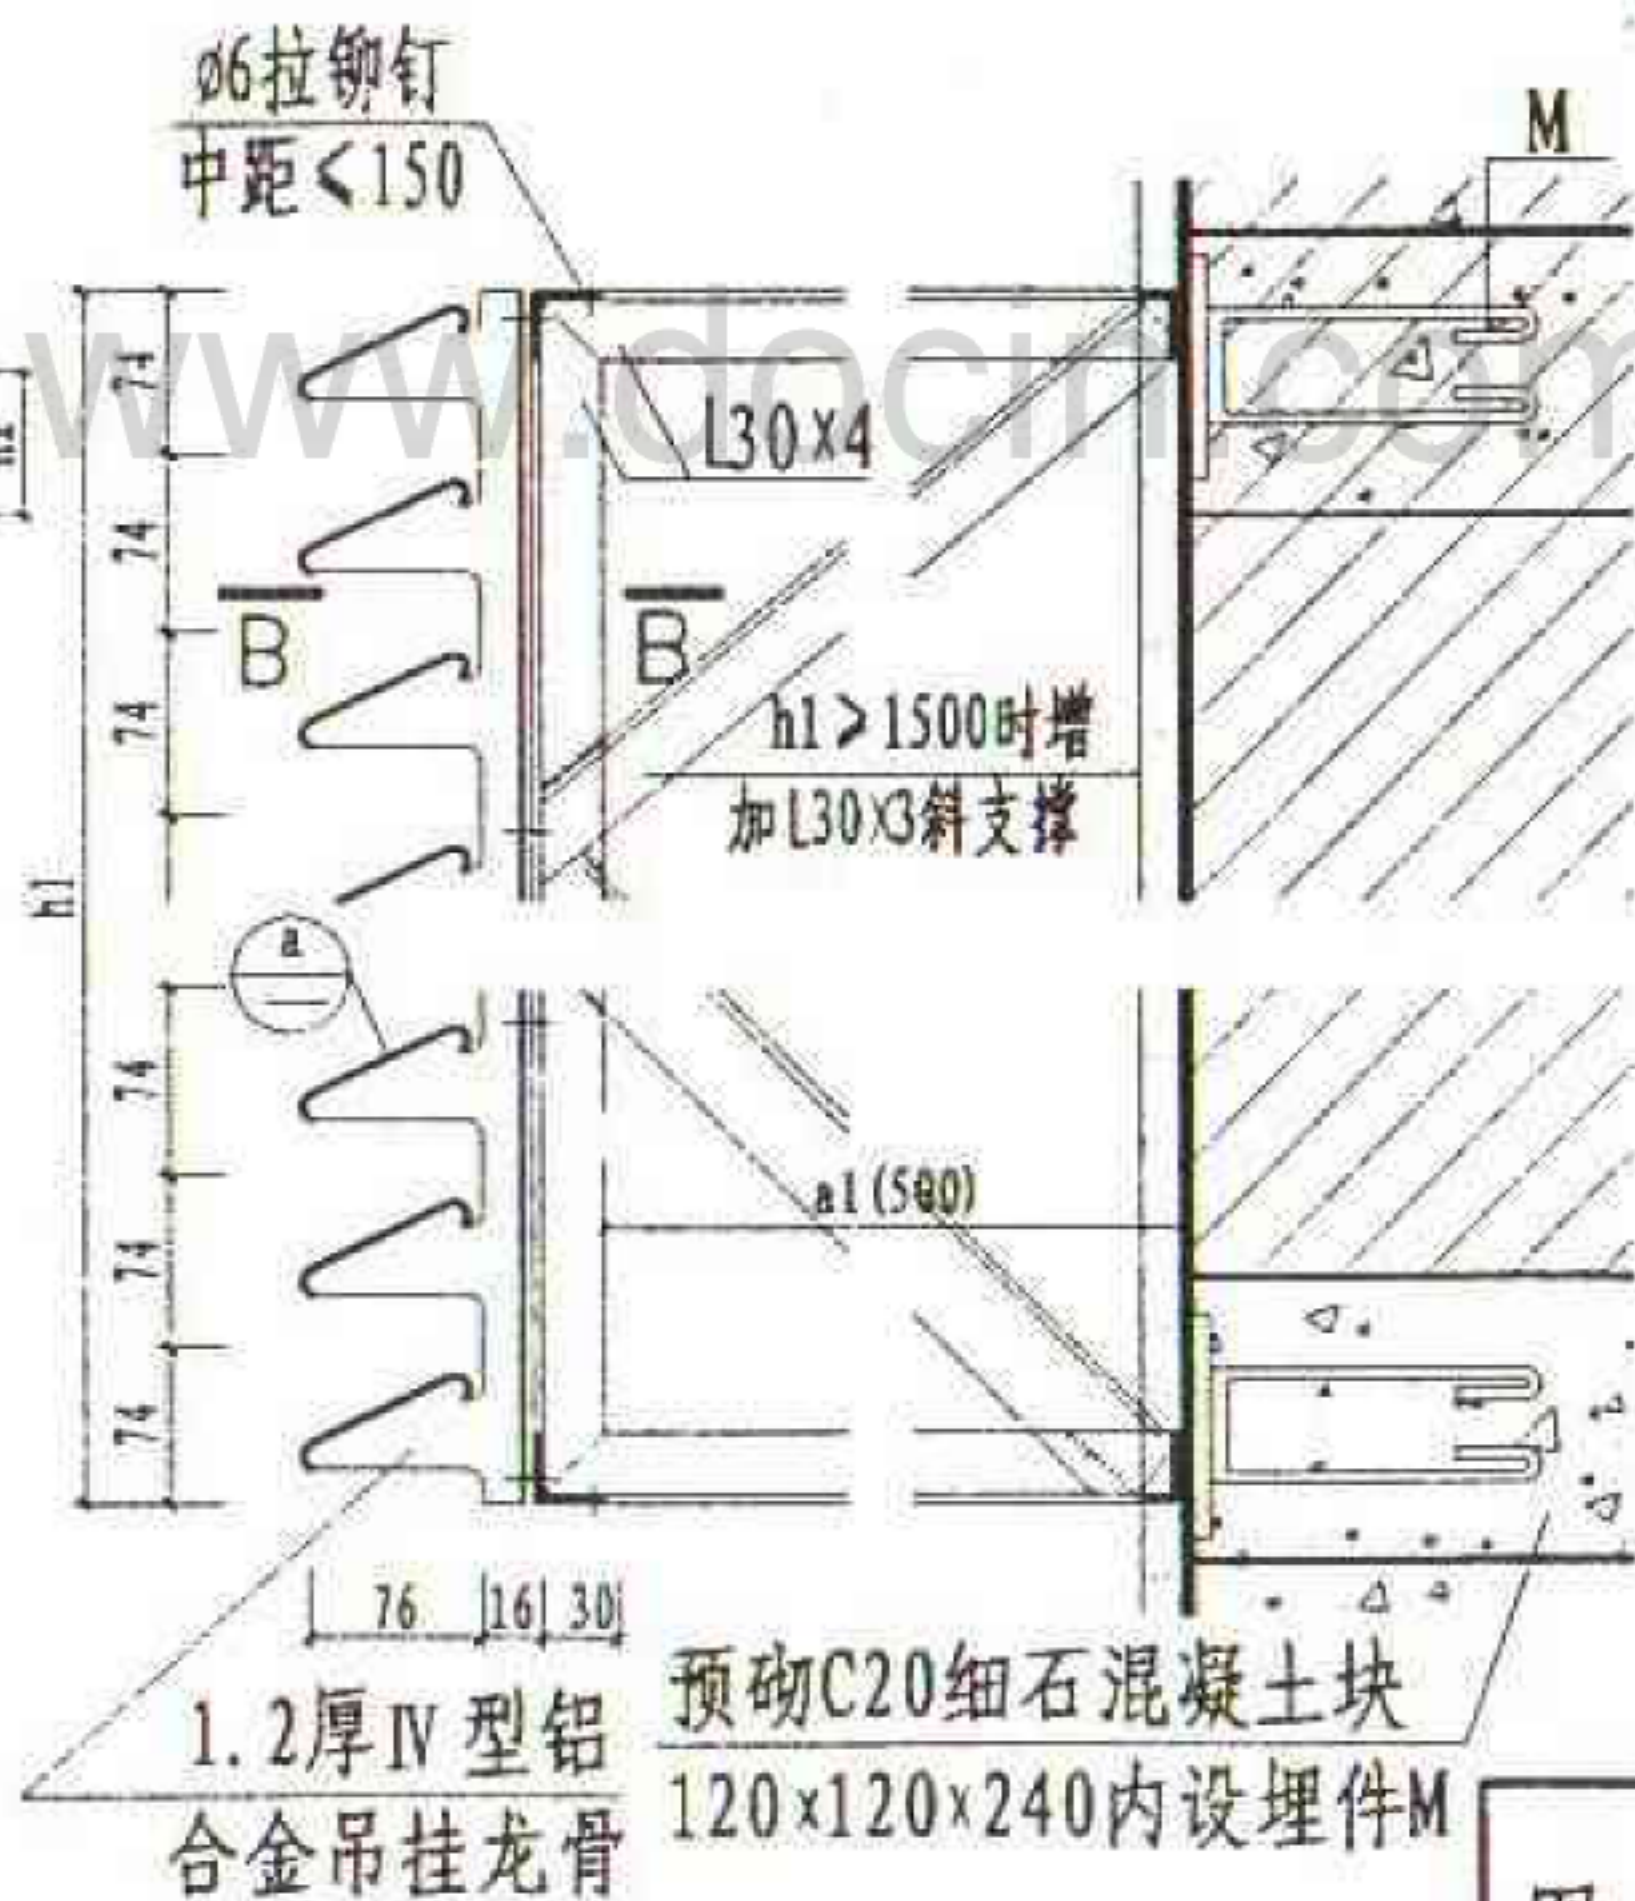 ø6拉铆钉
中距<150
M
www.docin.com
74
L30×4
74
B
B
74
h1≥1500时增
加L30×3斜支撑
h1
a
74
a1(500)
74
74
76
16
30
1.2厚Ⅳ型铝
合金吊挂龙骨
预砌C20细石混凝土块
120×120×240内设埋件M